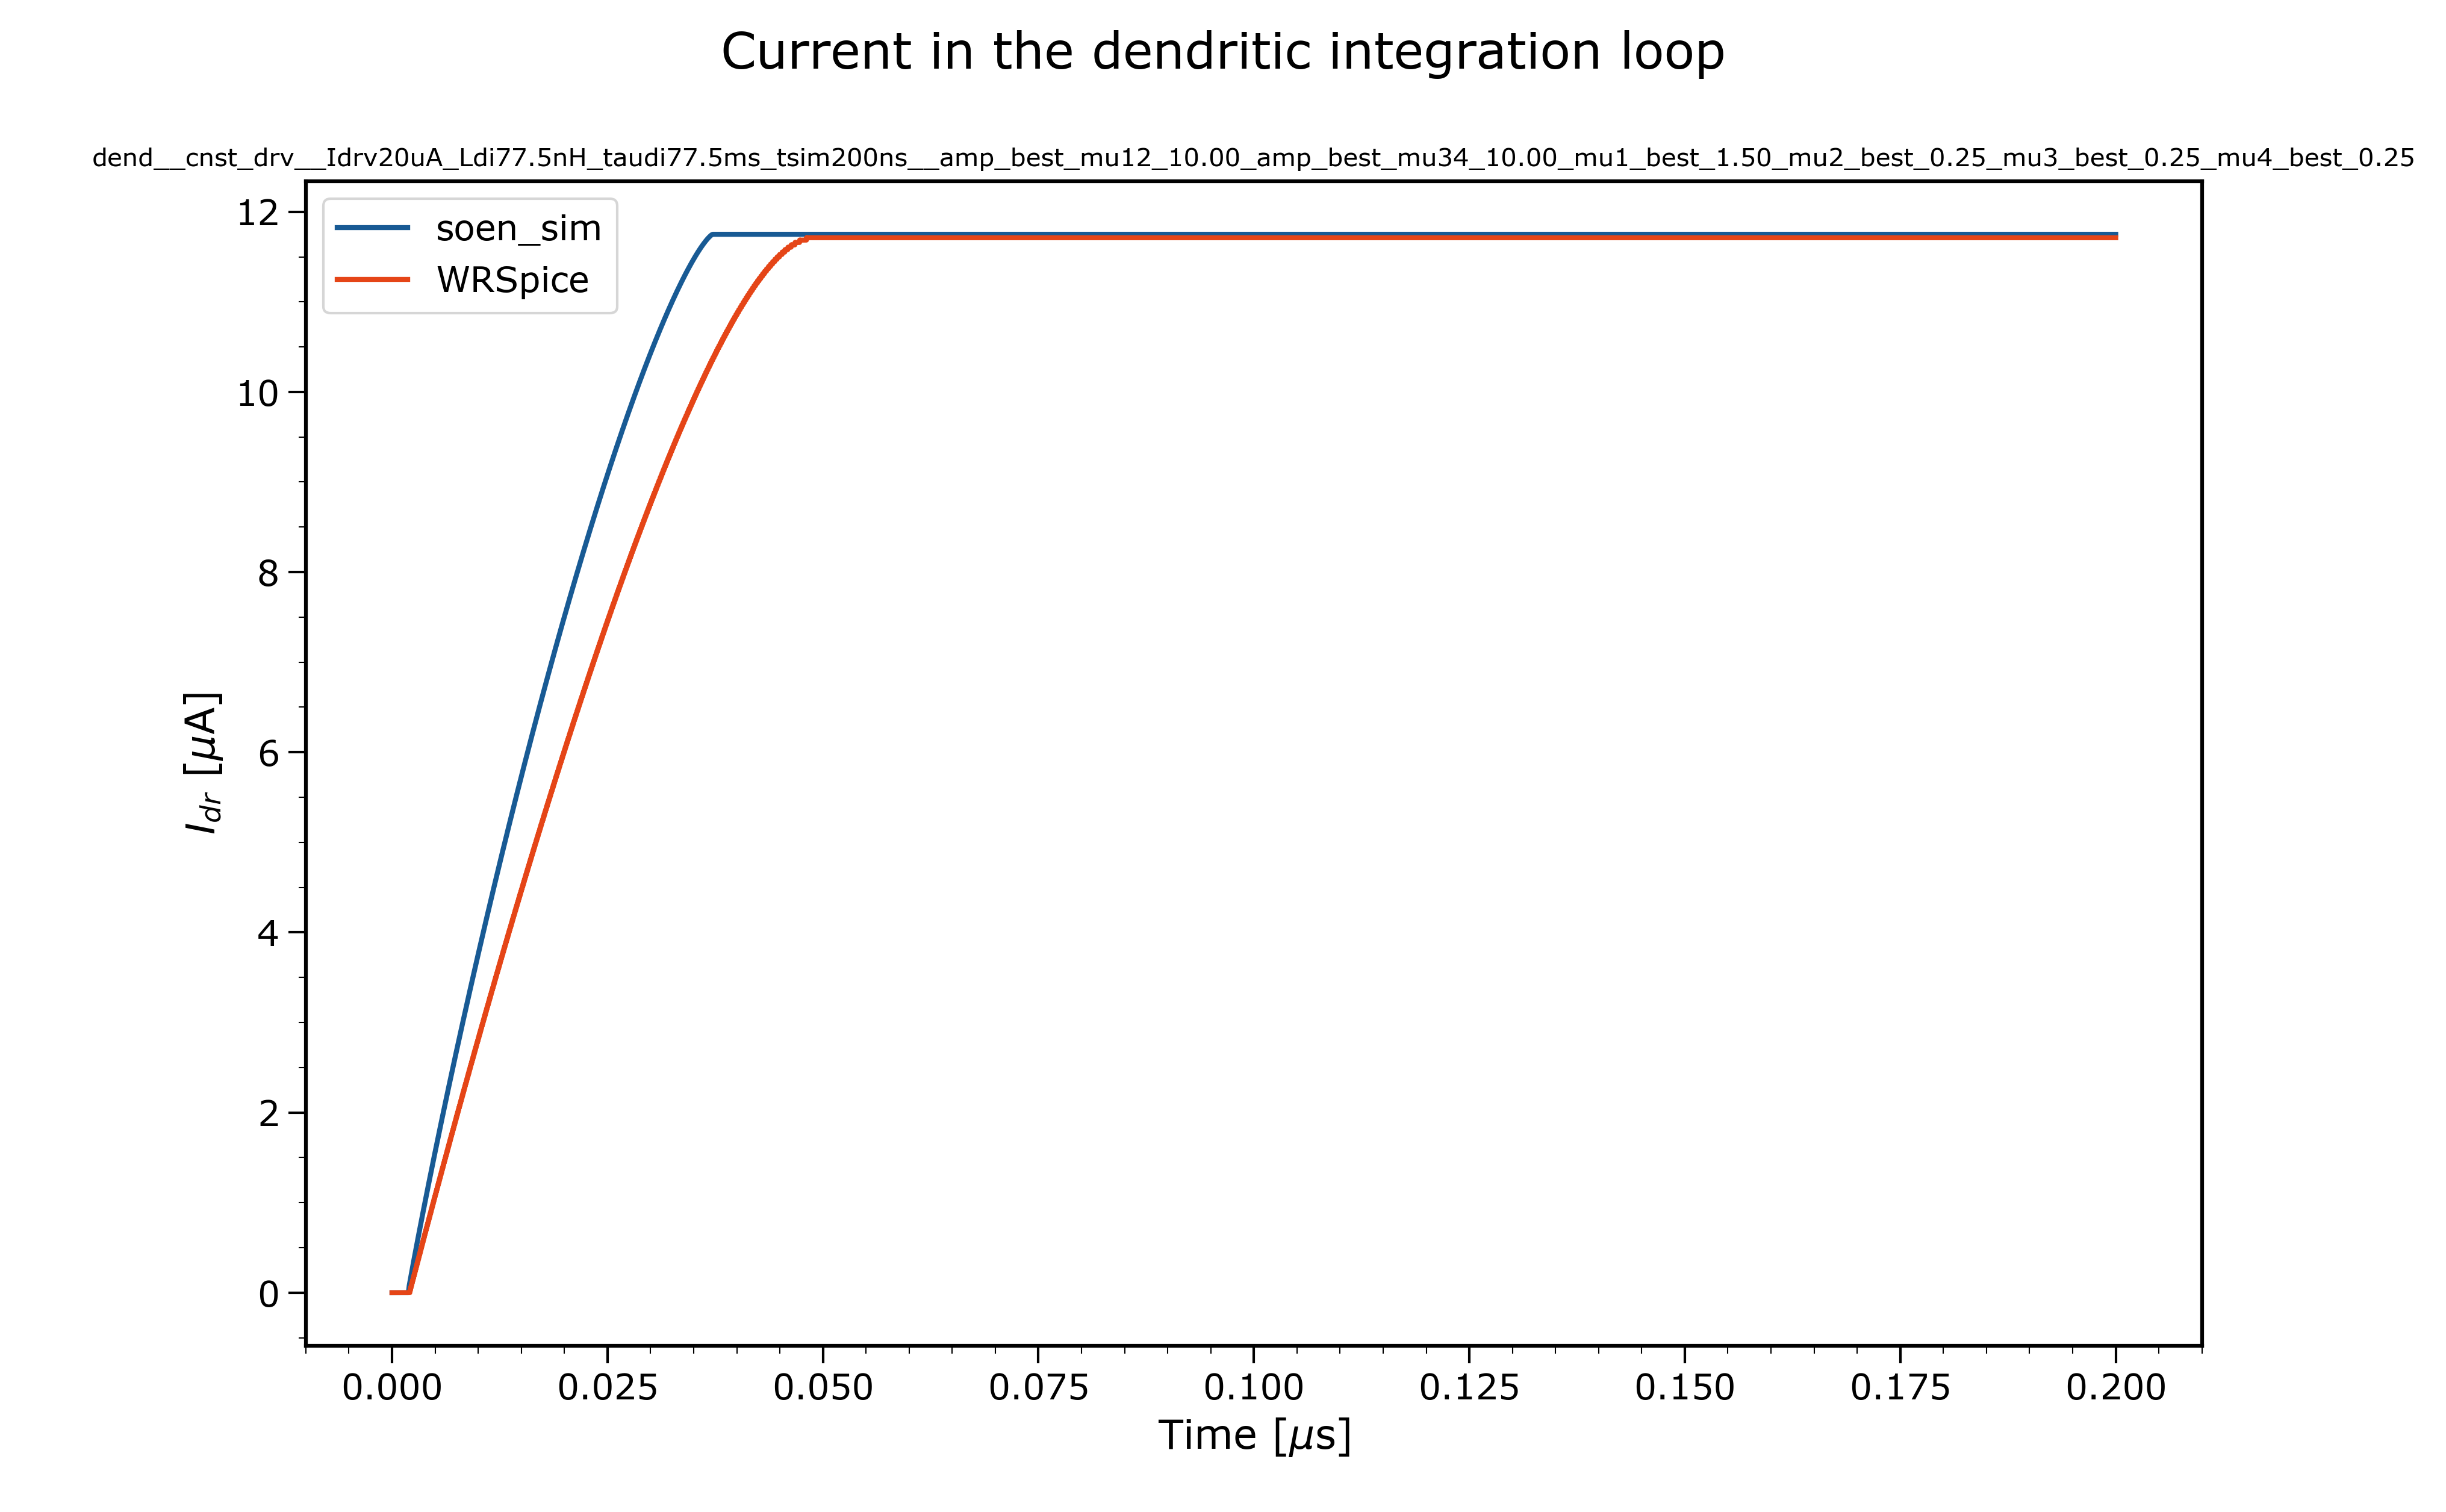 Current in the dendritic integration loop
dend__cnst_drv__Idrv20uA_Ldi77.5nH_taudi77.5ms_tsim200ns__amp_best_mu12_10.00_amp_best_mu34_10.00_mu1_best_1.50_mu2_best_0.25_mu3_best_0.25_mu4_best_0.25
soen_sim
WRSpice
12
10
8
6
4
2
0
I_dr [μA]
0.000 0.025 0.050 0.075 0.100 0.125 0.150 0.175 0.200
Time [μs]